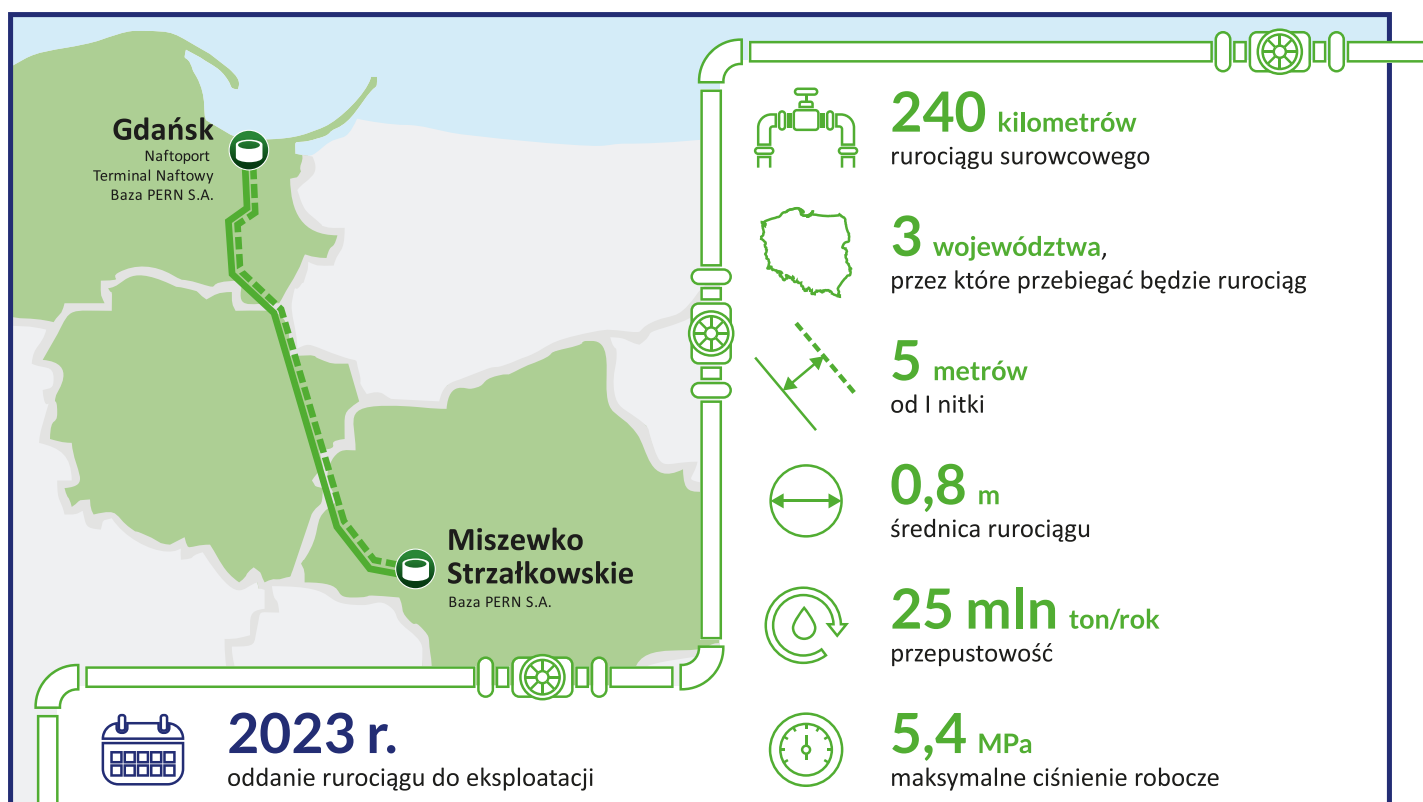 Gdańsk
Naftoport
Terminal Naftowy
Baza PERN S.A.
Miszewko
Strzałkowskie
Baza PERN S.A.
240 kilometrów
rurociągu surowcowego
3 województwa,
przez które przebiegać będzie rurociąg
5 metrów
od I nitki
0,8 m
średnica rurociągu
25 mln ton/rok
przepustowość
5,4 MPa
maksymalne ciśnienie robocze
2023 r.
oddanie rurociągu do eksploatacji